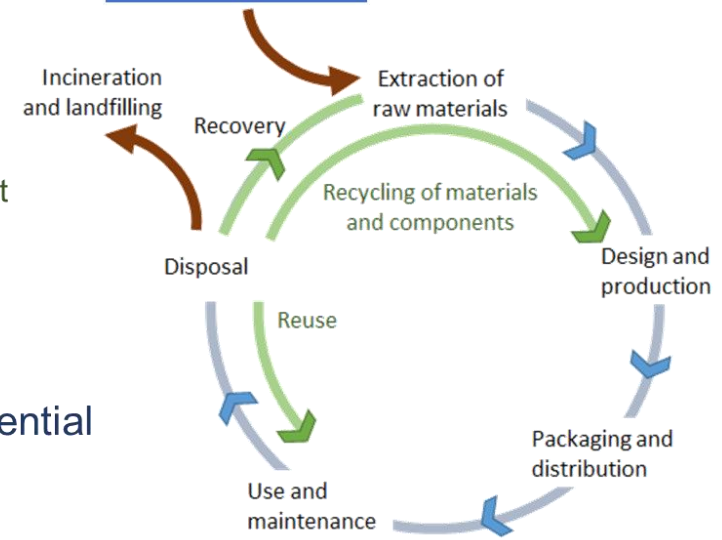 Extraction of
raw materials
Incineration
and landfilling
Recovery
t
Recycling of materials
and components
Design and
production
Disposal
Reuse
ential
Packaging and
distribution
Use and
maintenance